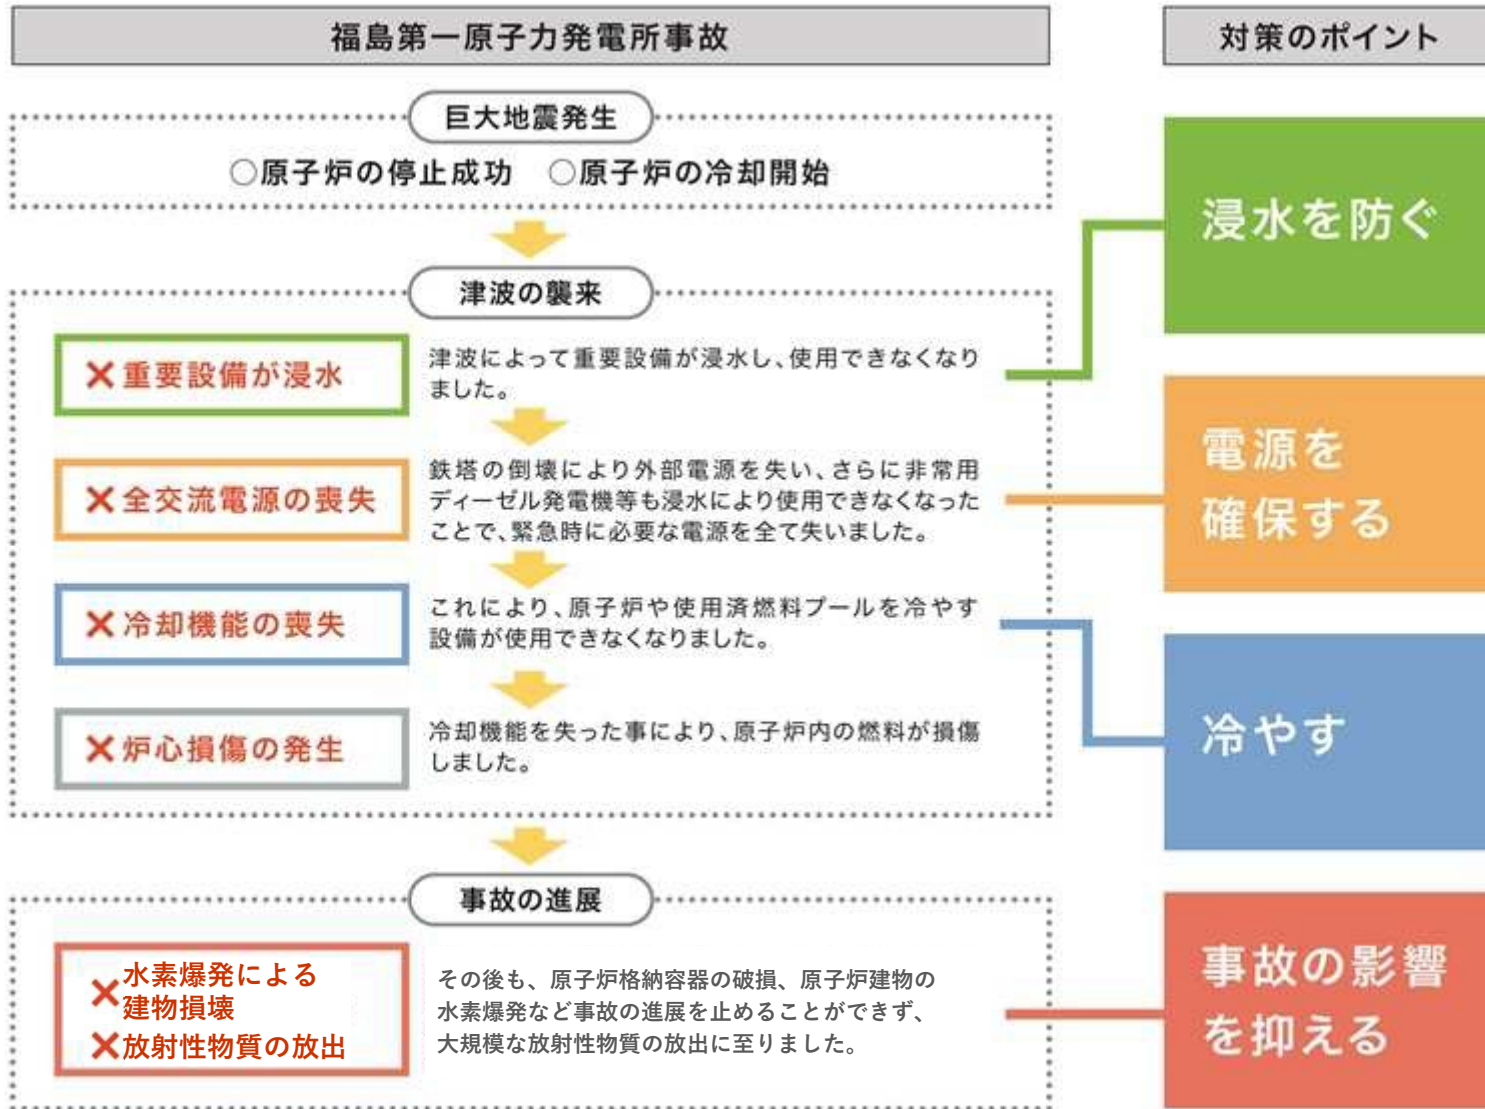 福島第一原子力発電所事故
対策のポイント
巨大地震発生
○原子炉の停止成功 ○原子炉の冷却開始
津波の襲来
×重要設備が浸水
津波によって重要設備が浸水し、使用できなくなり
ました。
×全交流電源の喪失
鉄塔の倒壊により外部電源を失い、さらに非常用
ディーゼル発電機等も浸水により使用できなくなった
ことで、緊急時に必要な電源を全て失いました。
×冷却機能の喪失
これにより、原子炉や使用済燃料プールを冷やす
設備が使用できなくなりました。
×炉心損傷の発生
冷却機能を失った事により、原子炉内の燃料が損傷
しました。
事故の進展
×水素爆発による
建物損壊
×放射性物質の放出
その後も、原子炉格納容器の破損、原子炉建物の
水素爆発など事故の進展を止めることができず、
大規模な放射性物質の放出に至りました。
浸水を防ぐ
電源を
確保する
冷やす
事故の影響
を抑える